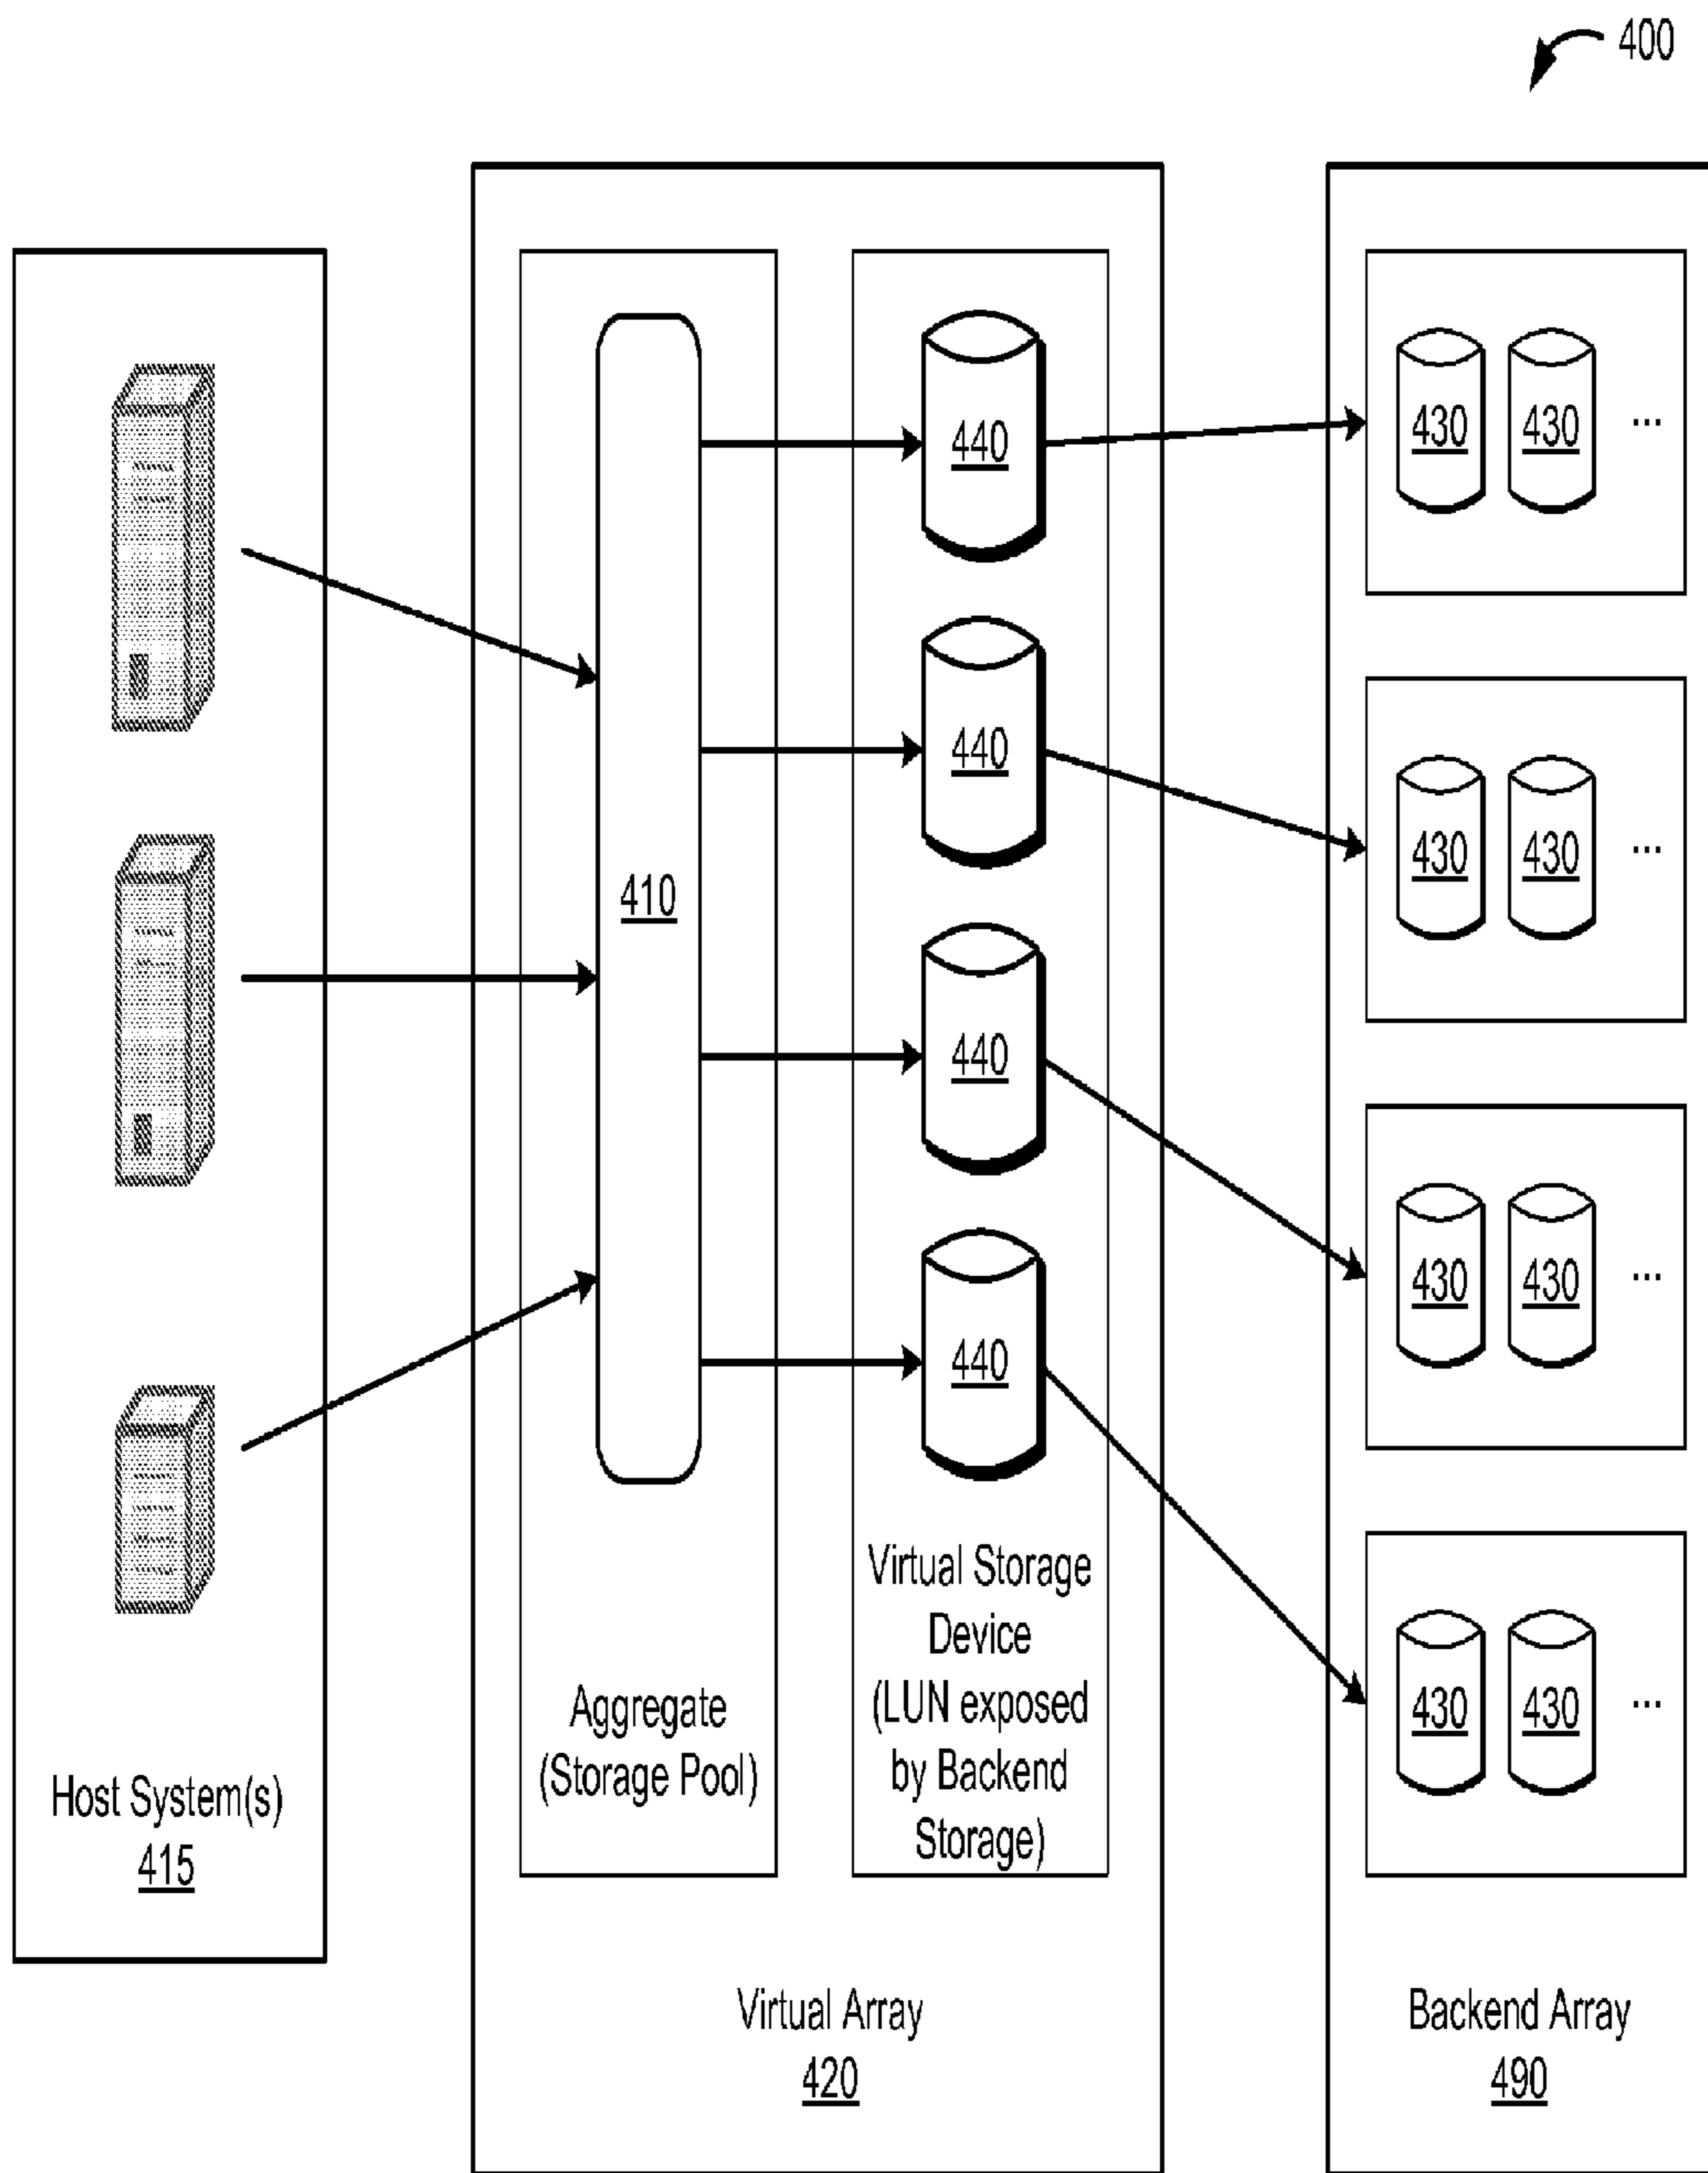 400
440
430 430 ...
440
430 430 ...
410
440
430 430 ...
440
430 430 ...
Host System(s)
415
Aggregate
(Storage Pool)
Virtual Storage
Device
(LUN exposed
by Backend
Storage)
Virtual Array
420
Backend Array
490